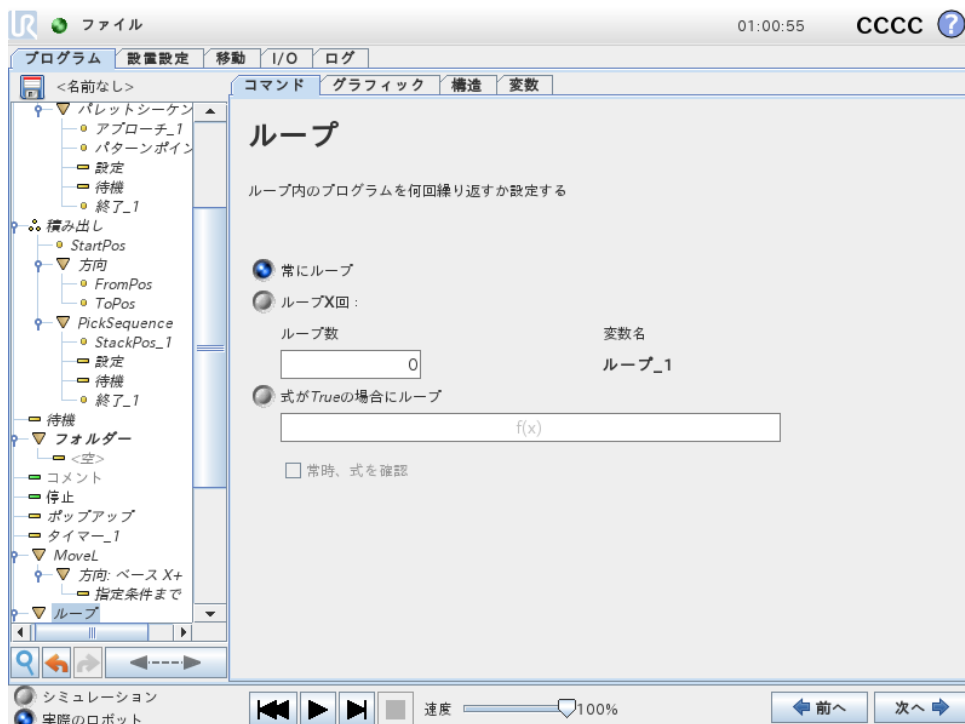 UR ファイル 01:00:55 CCCC ?
プログラム 設置設定 移動 I/O ログ
<名前なし>
コマンド グラフィック 構造 変数
パレットシーケン
アプローチ_1
パターンポイン
設定
待機
終了_1
積み出し
StartPos
方向
FromPos
ToPos
PickSequence
StackPos_1
設定
待機
終了_1
待機
フォルダー
<空>
コメント
停止
ポップアップ
タイマー_1
MoveL
方向: ベース X+
指定条件まで
ループ
ループ
ループ内のプログラムを何回繰り返すか設定する
常にループ
ループX回 :
ループ数 変数名
0 ループ_1
式がTrueの場合にループ
f(x)
常時、式を確認
シミュレーション
実際のロボット
速度 100%
前へ 次へ